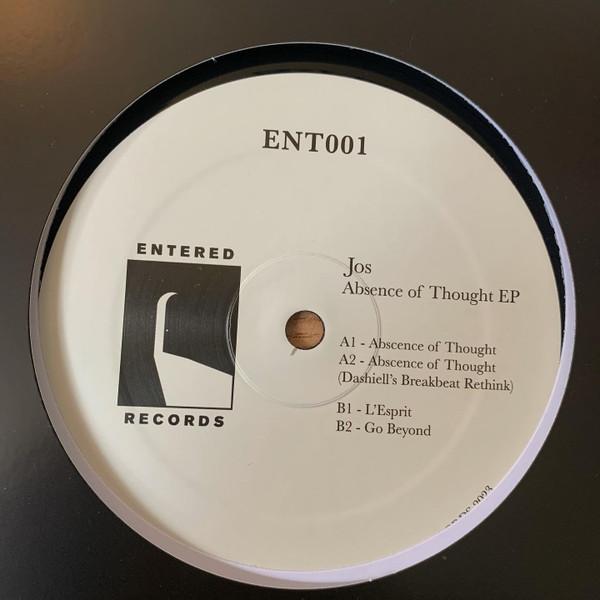 ENT001
ENTERED
RECORDS
Jos
Absence of Thought EP
A1 - Abscence of Thought
A2 - Abscence of Thought
(Dashiell's Breakbeat Rethink)
B1 - L'Esprit
B2 - Go Beyond